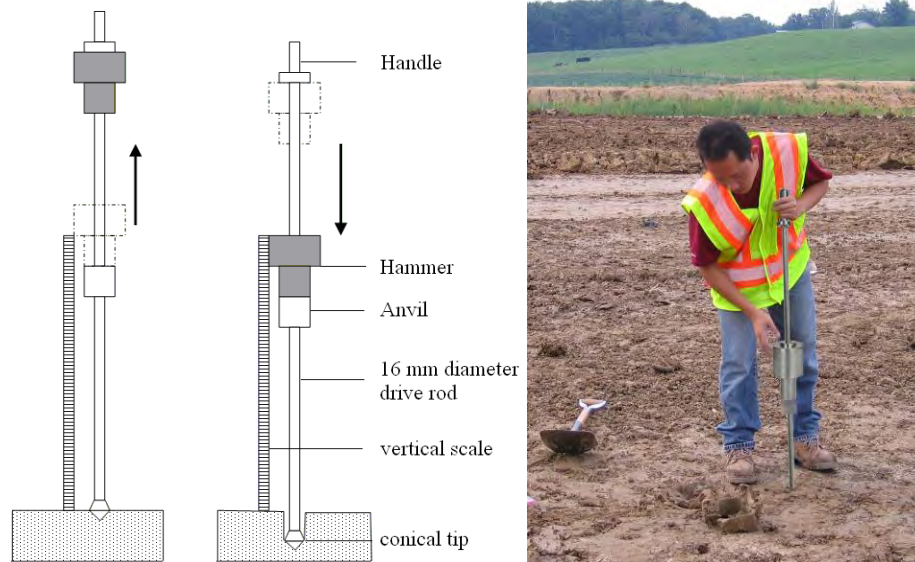 Handle
Hammer
Anvil
16 mm diameter
drive rod
vertical scale
conical tip